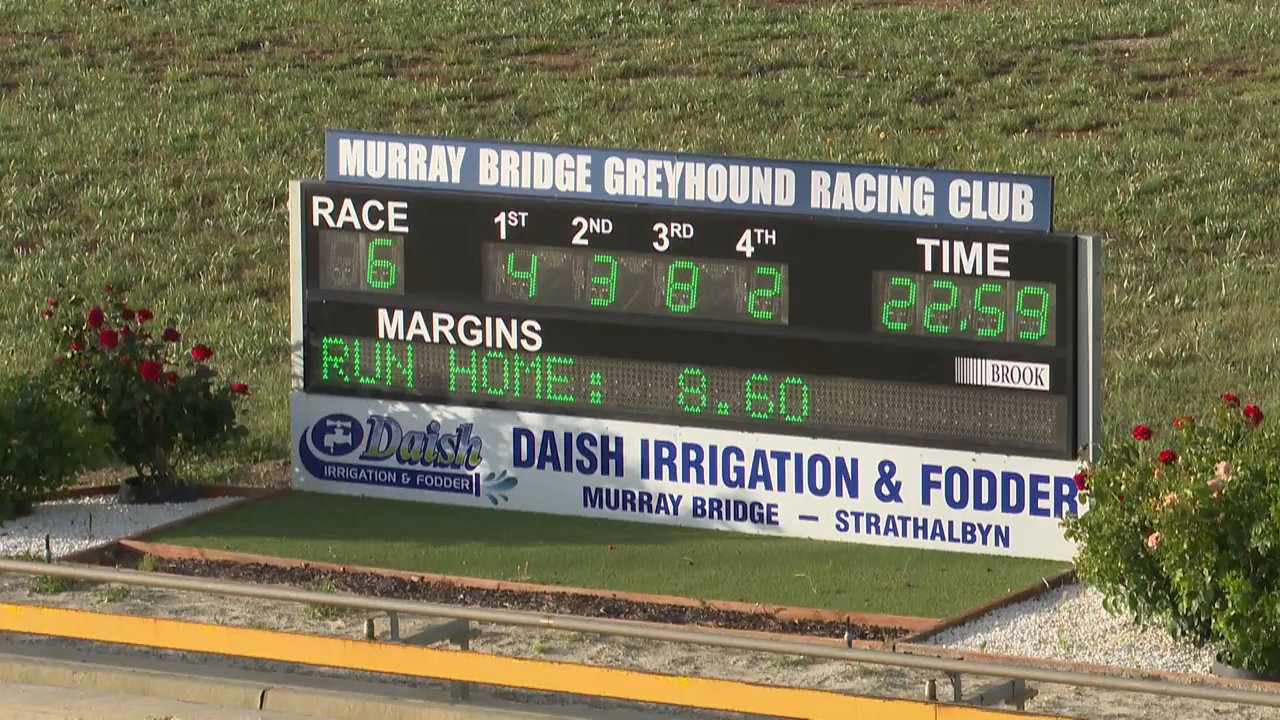 MURRAY BRIDGE GREYHOUND RACING CLUB
RACE 1ST 2ND 3RD 4TH TIME
6 4 3 8 2 22.59
MARGINS
RUN HOME: 8.60
BROOK
Daish
IRRIGATION & FODDER
DAISH IRRIGATION & FODDER
MURRAY BRIDGE – STRATHALBYN